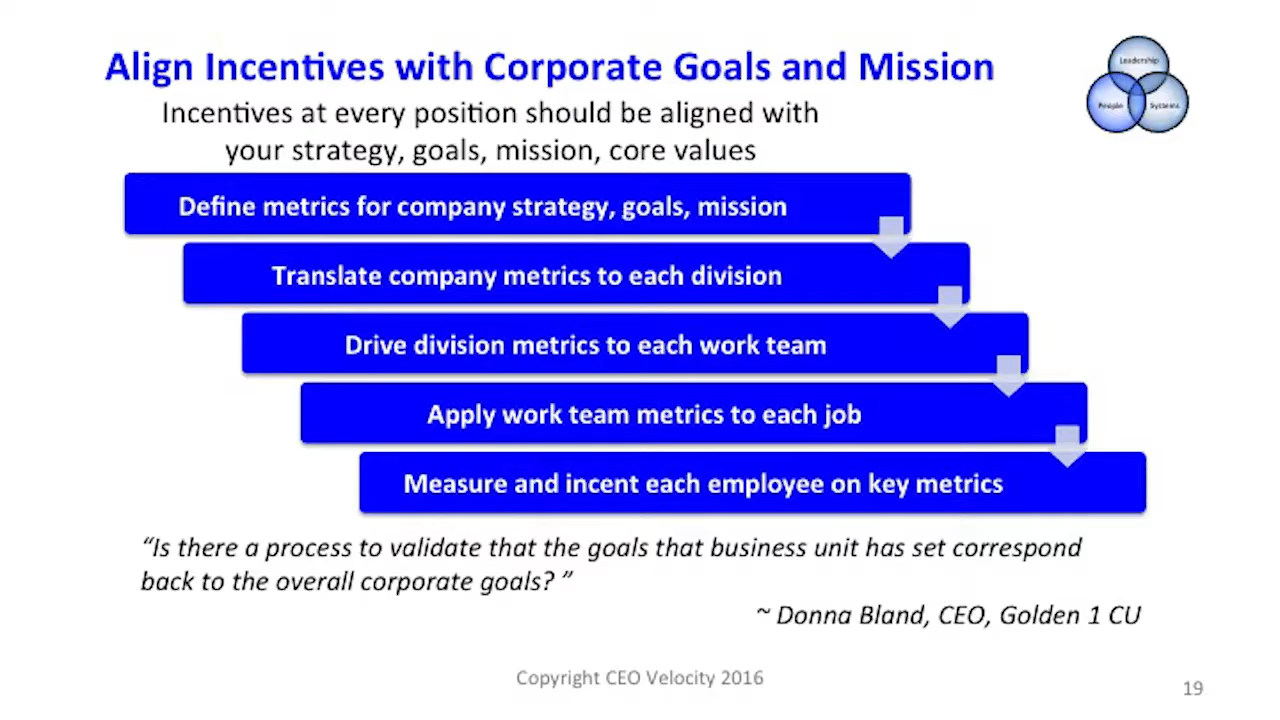 Align Incentives with Corporate Goals and Mission
Leadership
People
Systems
Incentives at every position should be aligned with
your strategy, goals, mission, core values
Define metrics for company strategy, goals, mission
Translate company metrics to each division
Drive division metrics to each work team
Apply work team metrics to each job
Measure and incent each employee on key metrics
“Is there a process to validate that the goals that business unit has set correspond
back to the overall corporate goals? ”
~ Donna Bland, CEO, Golden 1 CU
Copyright CEO Velocity 2016
19